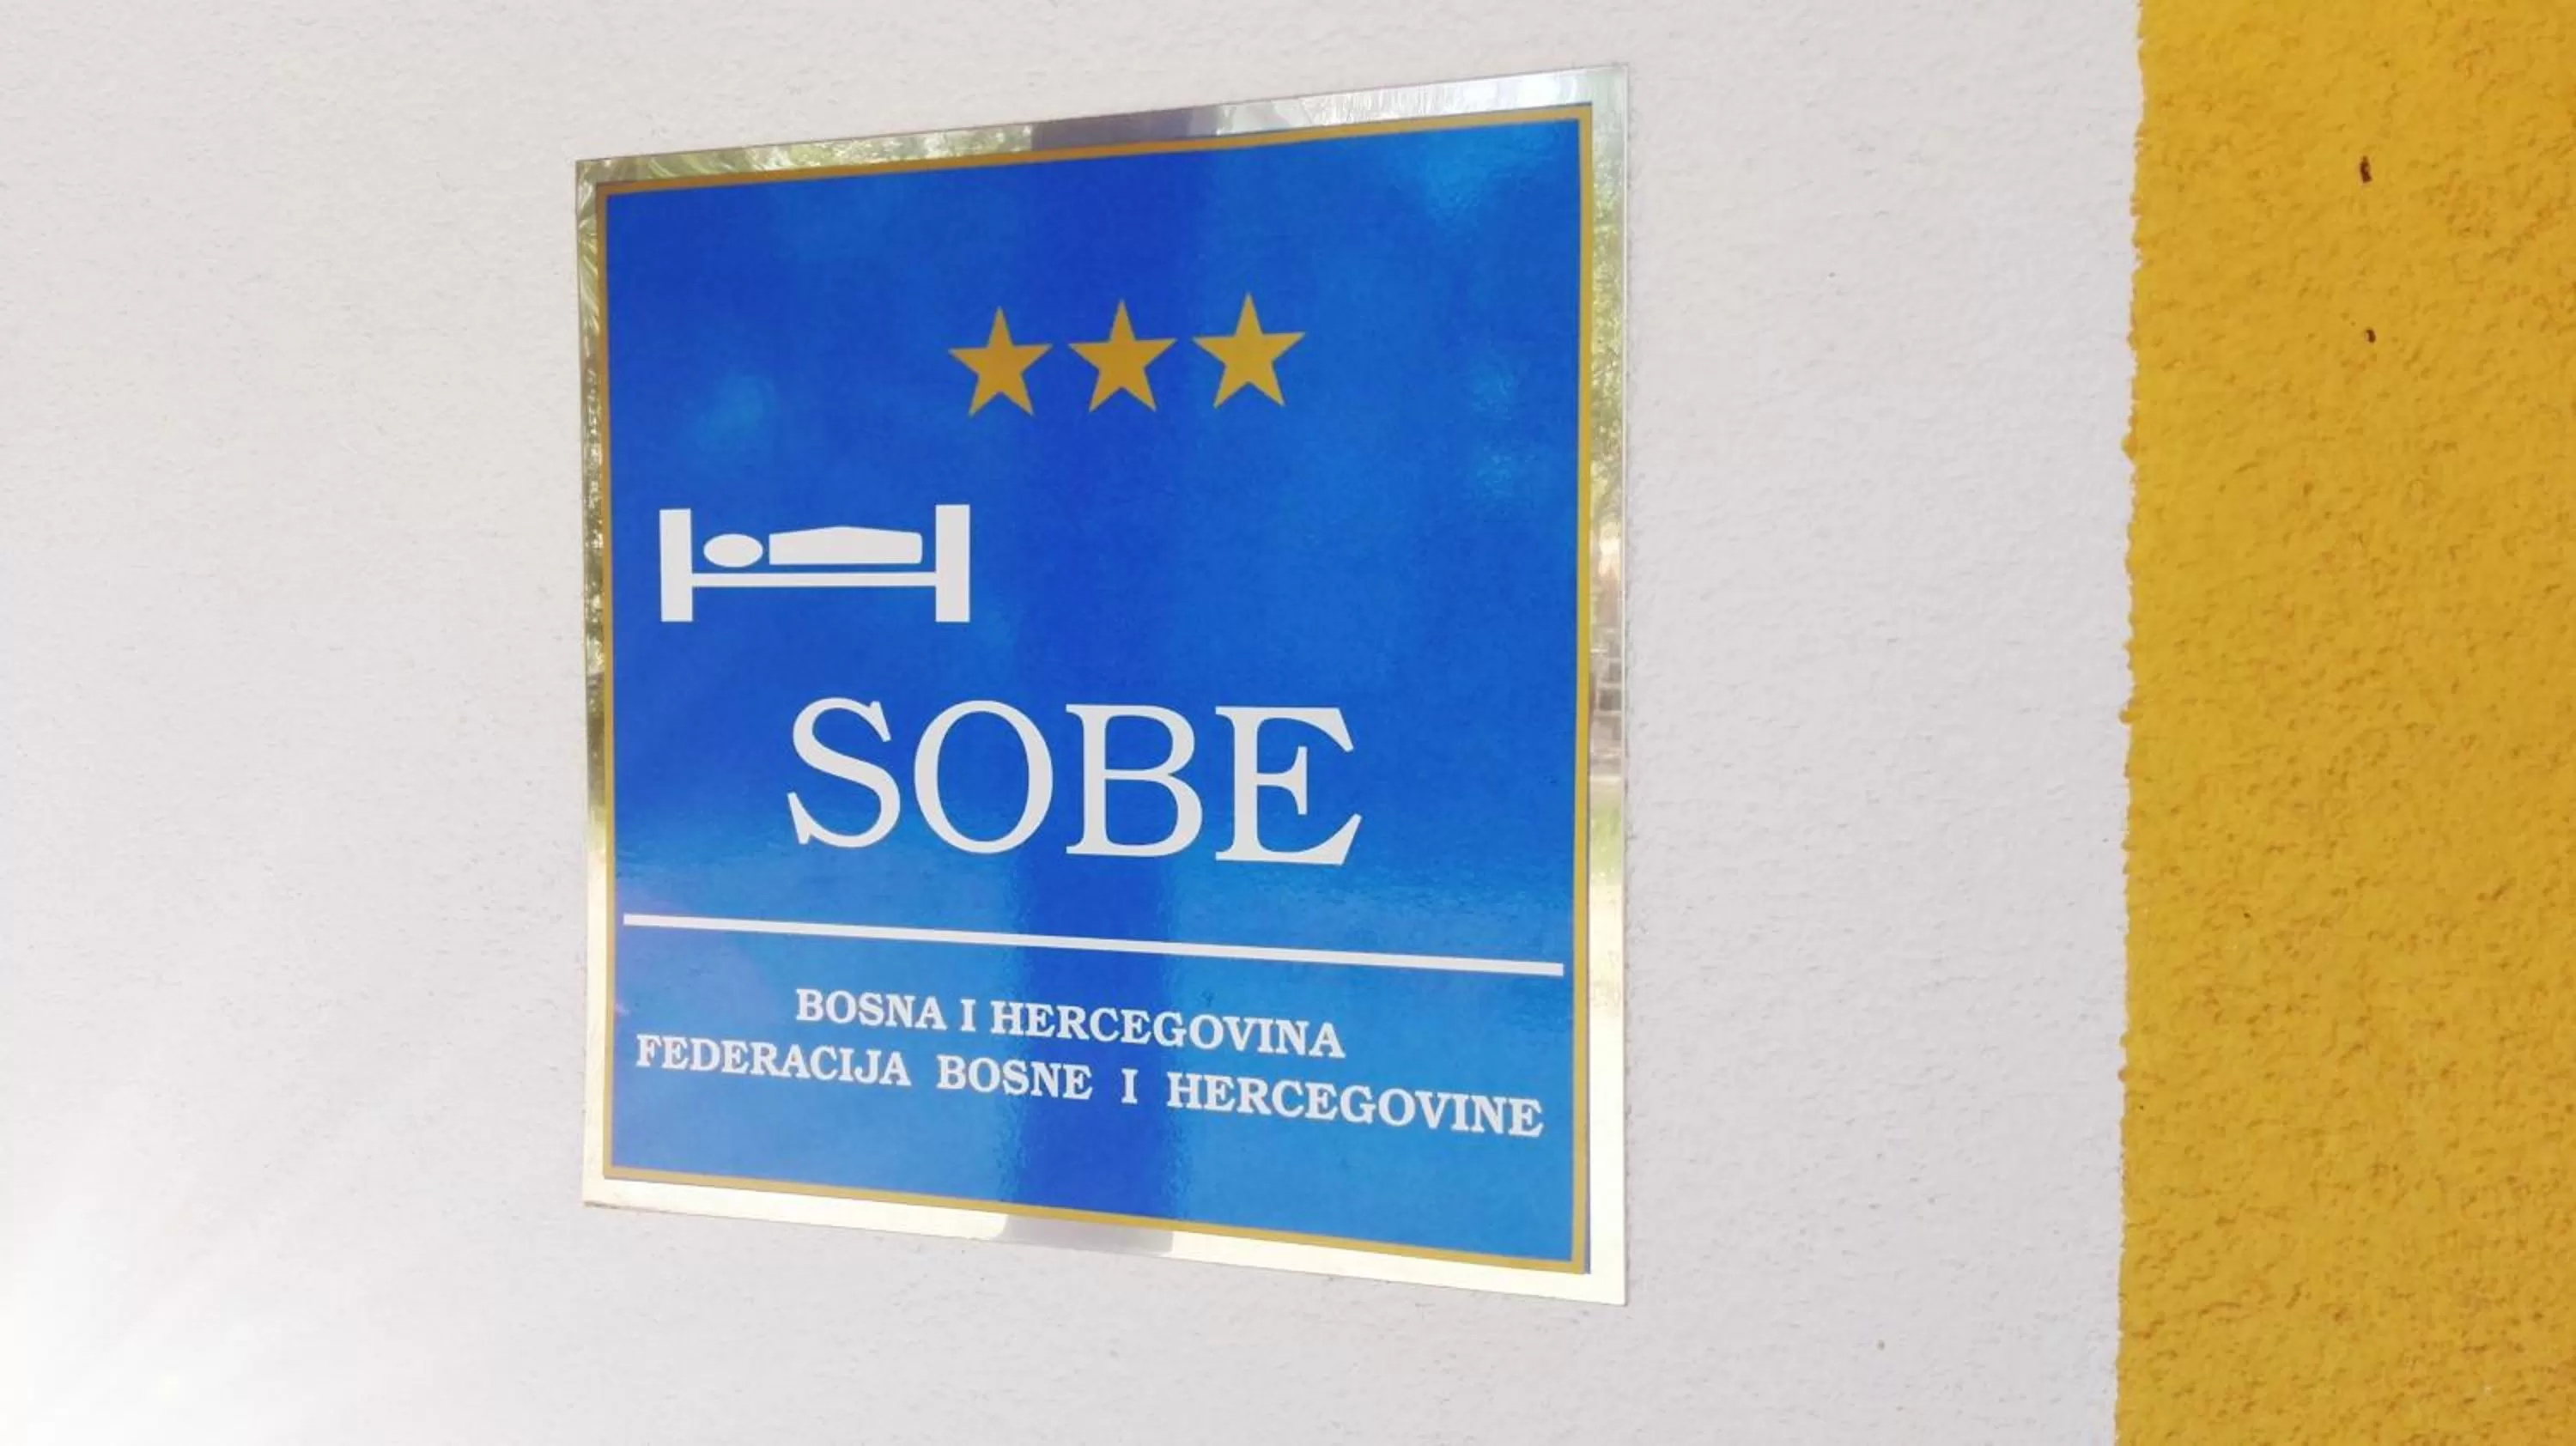 SOBE
BOSNA I HERCEGOVINA
FEDERACIJA BOSNE I HERCEGOVINE